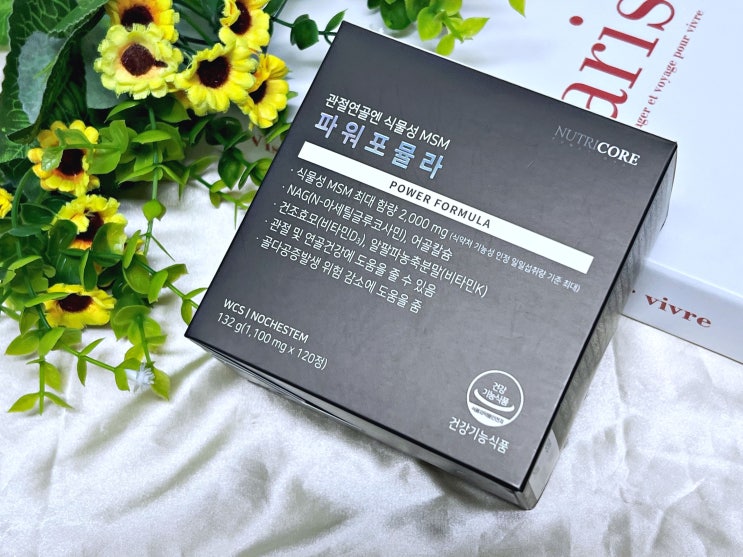 aris
ager et voyage pour vivre
vivre
NUTRICORE
관절연골엔 식물성 MSM
파워포뮬라
POWER FORMULA
· 식물성 MSM 최대 함량 2,000 mg (식약처 기능성 인정 일일섭취량 기준 최대)
· NAG(N-아세틸글루코사민), 어골칼슘
· 건조효모(비타민D₃), 알팔파농축분말(비타민K)
· 관절 및 연골건강에 도움을 줄 수 있음
· 골다공증발생 위험 감소에 도움을 줌
WCS | NOCHESTEM
132 g(1,100 mg x 120정)
건강
기능식품
건강기능식품